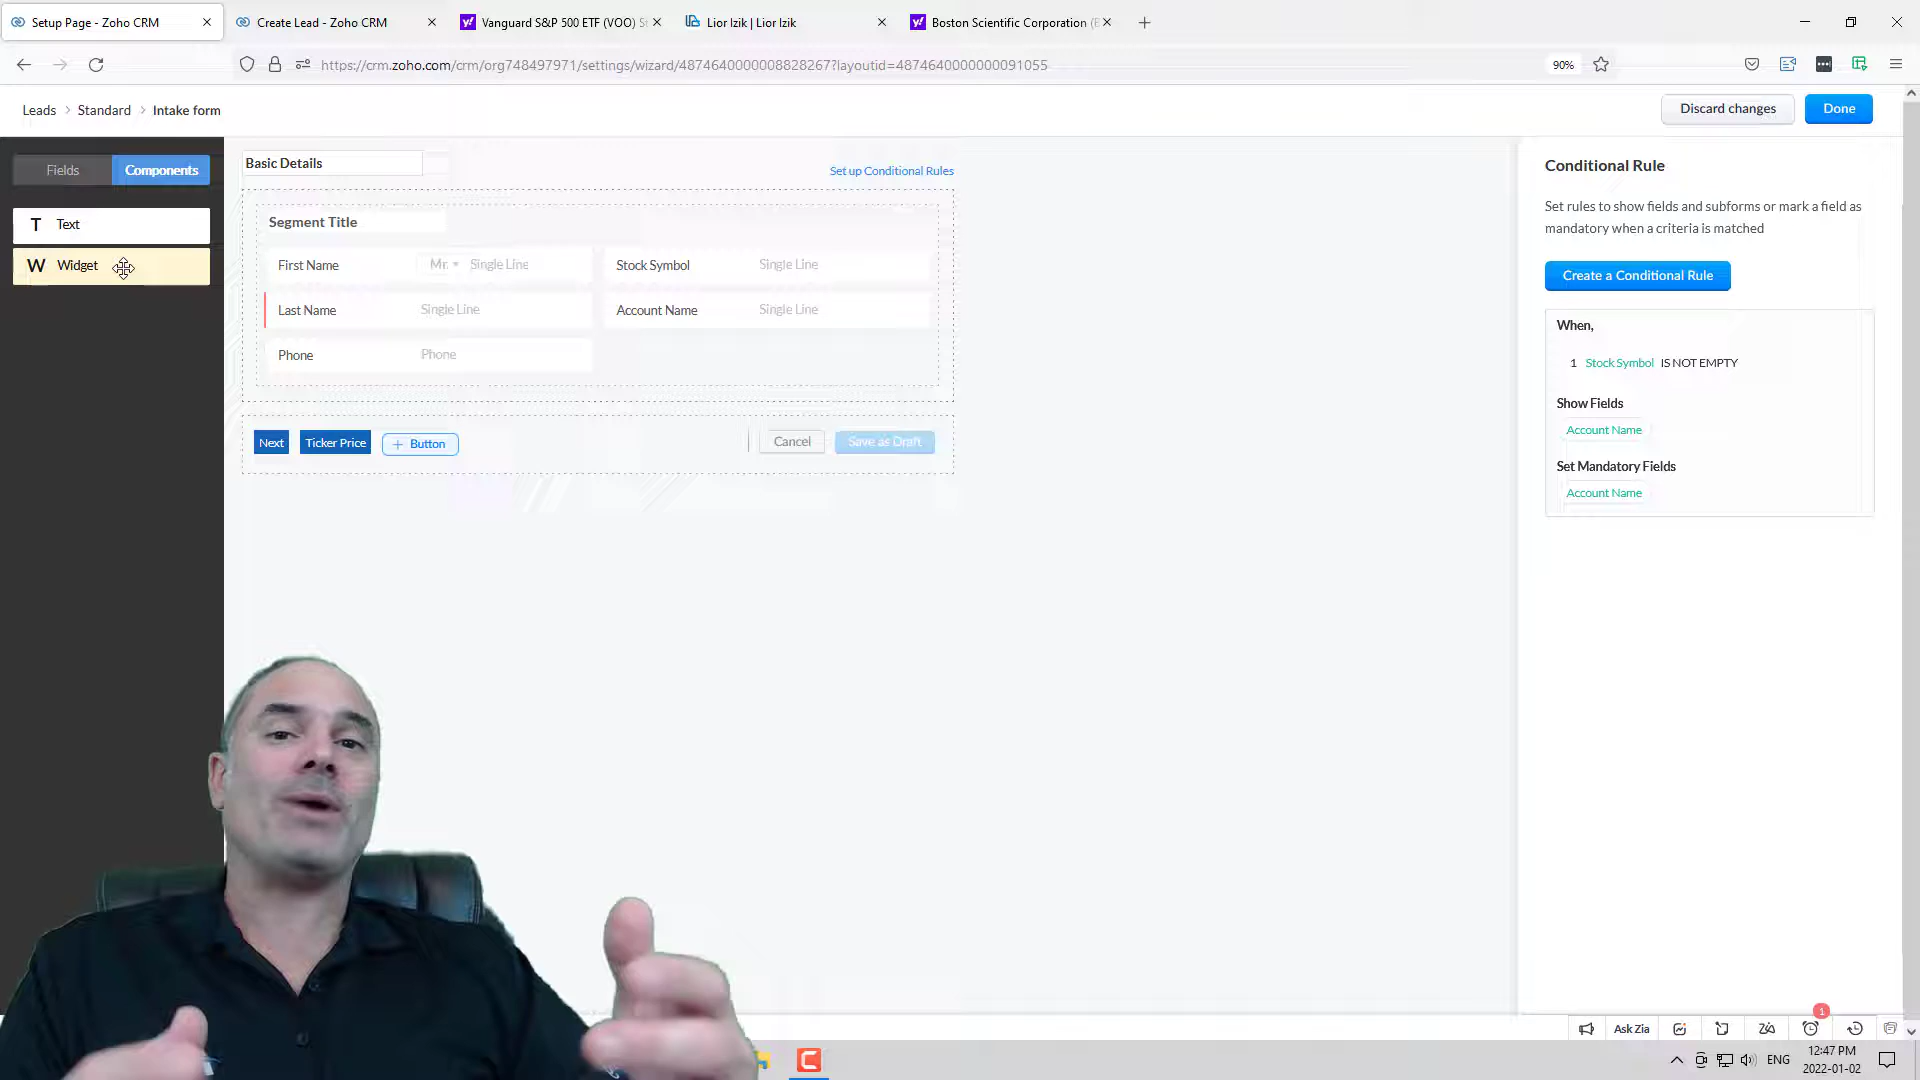 Setup Page - Zoho CRM
Create Lead - Zoho CRM
Vanguard S&P 500 ETF (VOO) S
Lior Izik | Lior Izik
Boston Scientific Corporation (
https://crm.zoho.com/crm/org748497971/settings/wizard/4874640000008828267?layoutid=4874640000000091055
90%
Leads > Standard > Intake form
Discard changes
Done
Fields
Components
T Text
W Widget
Basic Details
Set up Conditional Rules
Segment Title
First Name
Mr.
Single Line
Stock Symbol
Single Line
Last Name
Single Line
Account Name
Single Line
Phone
Phone
Next
Ticker Price
+ Button
Cancel
Save as Draft
Conditional Rule
Set rules to show fields and subforms or mark a field as
mandatory when a criteria is matched
Create a Conditional Rule
When,
1 Stock Symbol IS NOT EMPTY
Show Fields
Account Name
Set Mandatory Fields
Account Name
1
Ask Zia
ENG
12:47 PM
2022-01-02